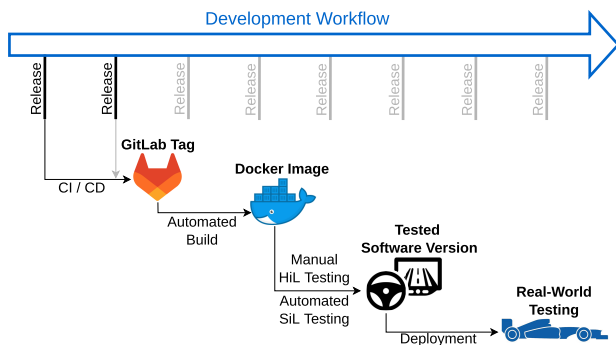 Development Workflow
Release
Release
Release
Release
Release
Release
Release
Release
GitLab Tag
CI / CD
Docker Image
Automated
Build
Tested
Software Version
Manual
HiL Testing
Automated
SiL Testing
Real-World
Testing
Deployment